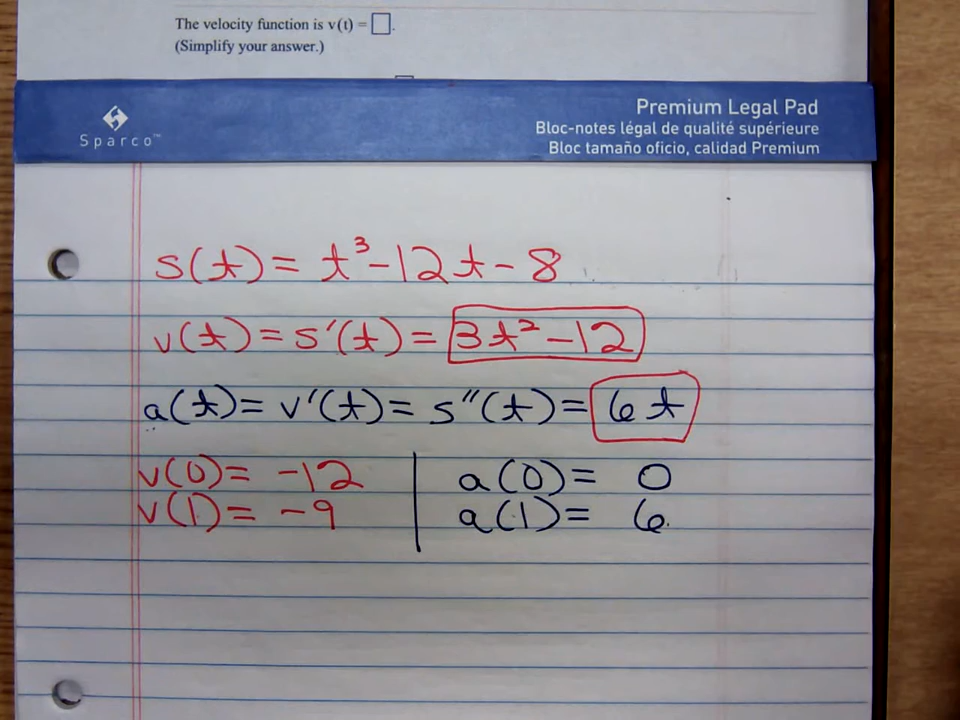 The velocity function is v(t) = □.
(Simplify your answer.)
Sparco™
Premium Legal Pad
Bloc-notes légal de qualité supérieure
Bloc tamaño oficio, calidad Premium
s(t) = t³ - 12t - 8
v(t) = s'(t) = 3t² - 12
a(t) = v'(t) = s''(t) = 6t
v(0) = -12 | a(0) = 0
v(1) = -9 | a(1) = 6